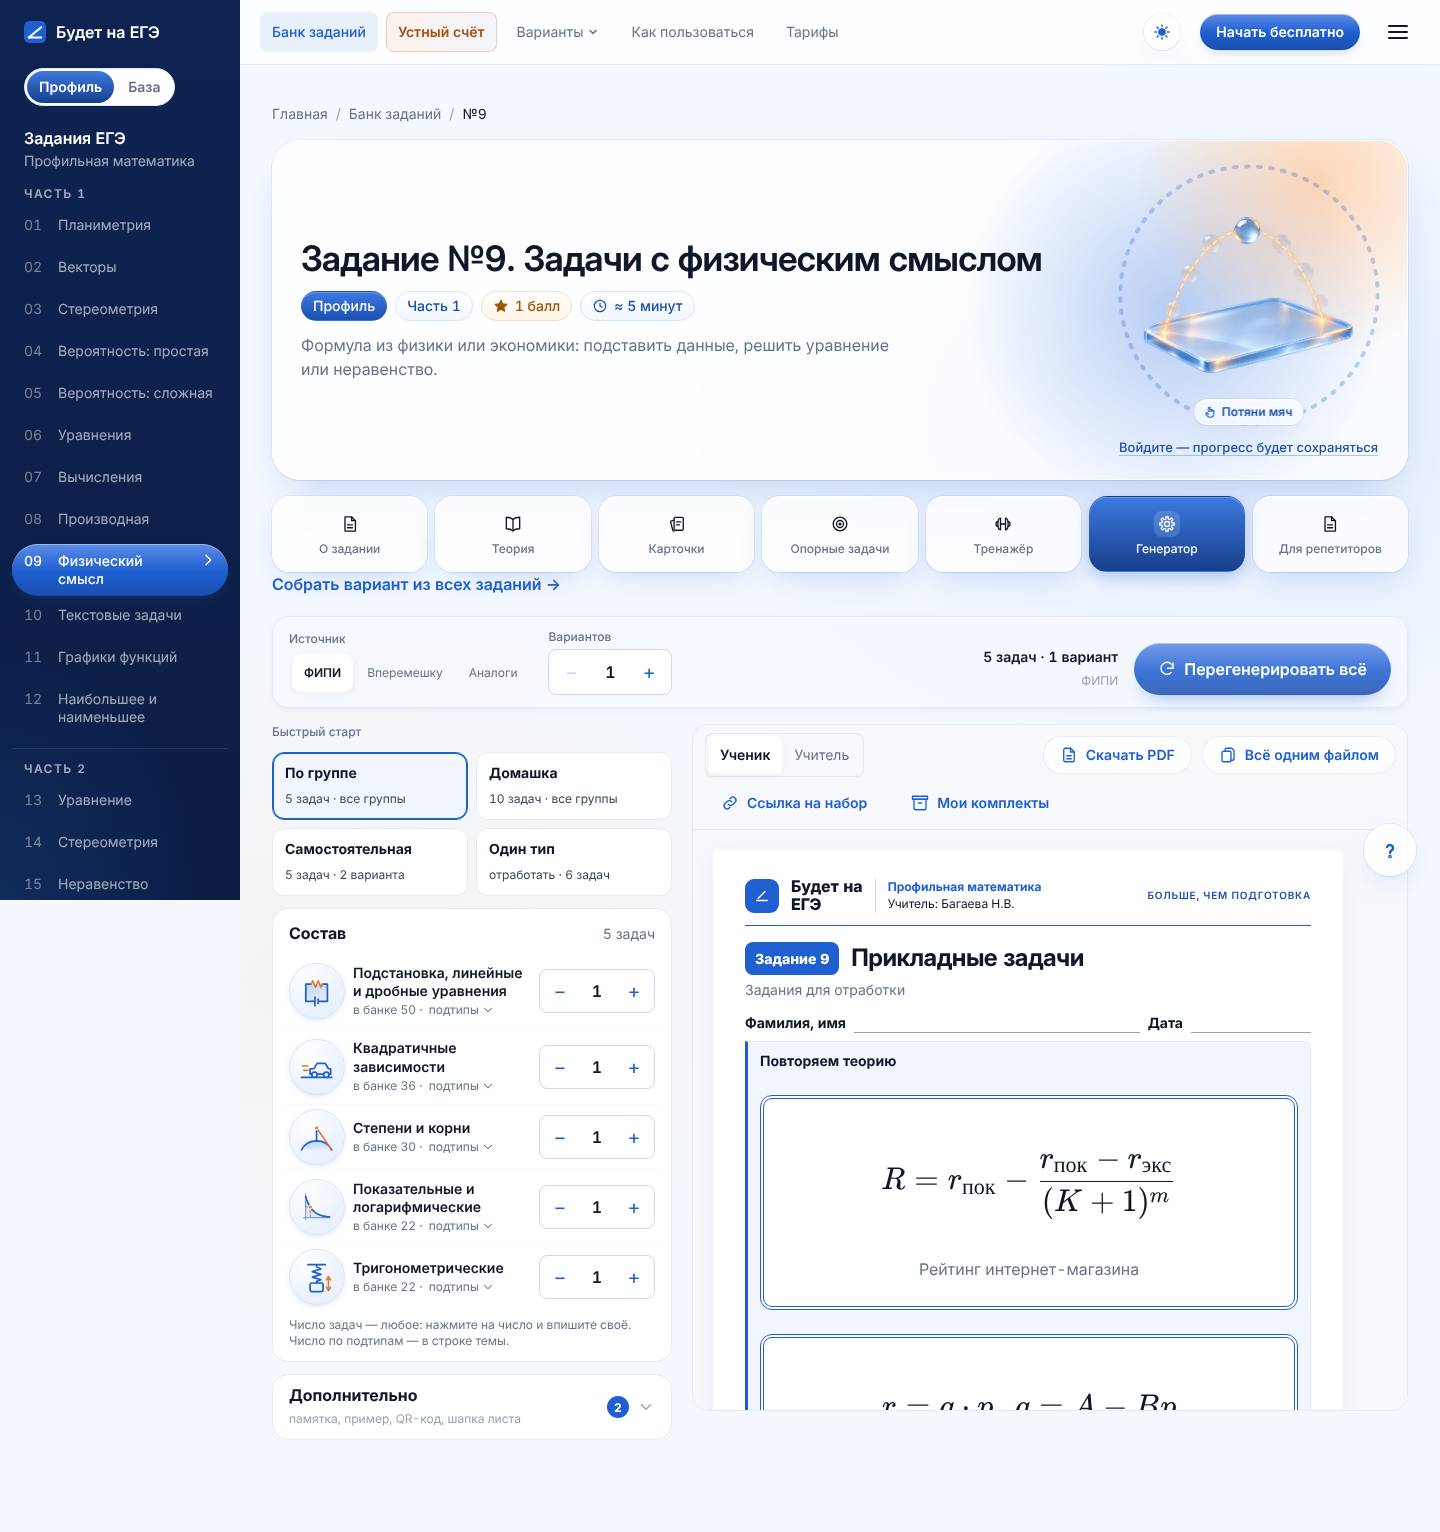 Будет на ЕГЭ
Профиль База
Задания ЕГЭ
Профильная математика
ЧАСТЬ 1
01 Планиметрия
02 Векторы
03 Стереометрия
04 Вероятность: простая
05 Вероятность: сложная
06 Уравнения
07 Вычисления
08 Производная
09 Физический
смысл
10 Текстовые задачи
11 Графики функций
12 Наибольшее и
наименьшее
ЧАСТЬ 2
13 Уравнение
14 Стереометрия
15 Неравенство
Банк заданий Устный счёт Варианты Как пользоваться Тарифы Начать бесплатно
Главная / Банк заданий / №9
Задание №9. Задачи с физическим смыслом
Профиль Часть 1 1 балл ≈ 5 минут
Формула из физики или экономики: подставить данные, решить уравнение
или неравенство.
Потяни мяч
Войдите — прогресс будет сохраняться
О задании Теория Карточки Опорные задачи Тренажёр Генератор Для репетиторов
Собрать вариант из всех заданий →
Источник
ФИПИ Вперемешку Аналоги
Вариантов
− 1 +
5 задач · 1 вариант
ФИПИ
Перегенерировать всё
Быстрый старт
По группе
5 задач · все группы
Домашка
10 задач · все группы
Самостоятельная
5 задач · 2 варианта
Один тип
отработать · 6 задач
Состав 5 задач
Подстановка, линейные
и дробные уравнения
в банке 50 · подтипы
− 1 +
Квадратичные
зависимости
в банке 36 · подтипы
− 1 +
Степени и корни
в банке 30 · подтипы
− 1 +
Показательные и
логарифмические
в банке 22 · подтипы
− 1 +
Тригонометрические
в банке 22 · подтипы
− 1 +
Число задач — любое: нажмите на число и впишите своё.
Число по подтипам — в строке темы.
Дополнительно
памятка, пример, QR-код, шапка листа
2
Ученик Учитель Скачать PDF Всё одним файлом
Ссылка на набор Мои комплекты
?
Будет на
ЕГЭ
Профильная математика
Учитель: Багаева Н.В.
БОЛЬШЕ, ЧЕМ ПОДГОТОВКА
Задание 9 Прикладные задачи
Задания для отработки
Фамилия, имя Дата
Повторяем теорию
R = r_пок − (r_пок − r_экс)/(K + 1)^m
Рейтинг интернет-магазина
r = q · p, q = A − Bp